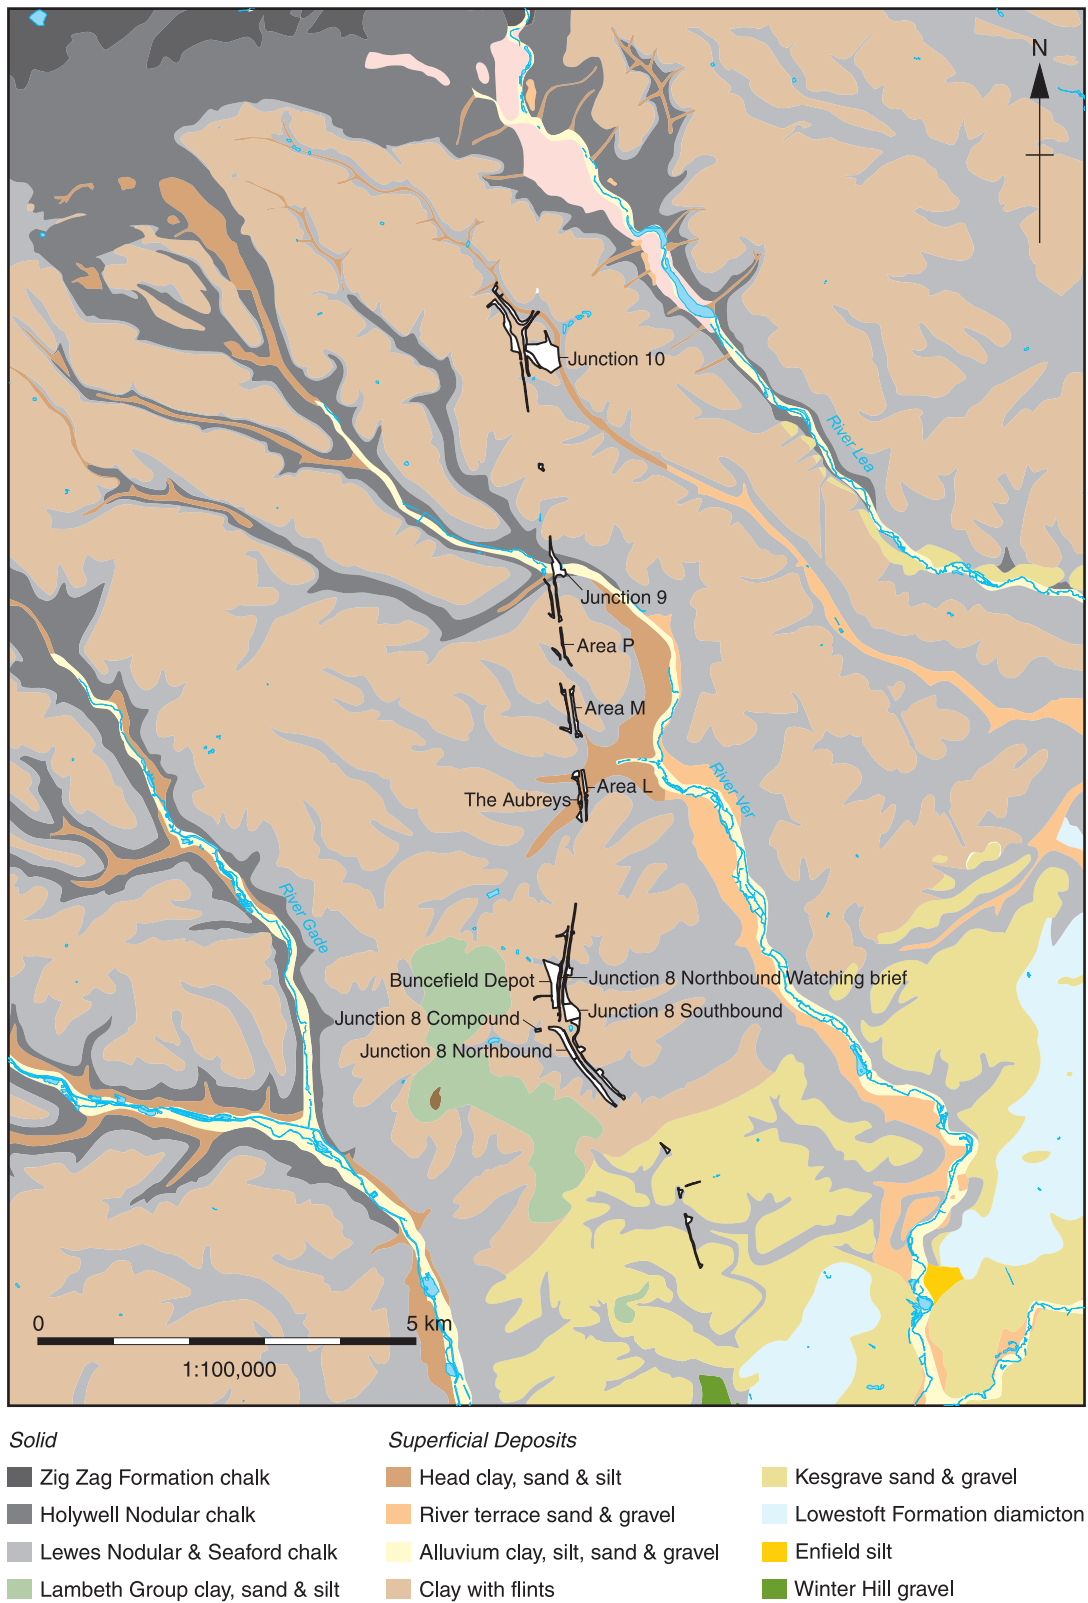 N
Junction 10
River Lea
Junction 9
Area P
Area M
River Ver
Area L
The Aubreys
River Gade
Buncefield Depot
Junction 8 Northbound Watching brief
Junction 8 Southbound
Junction 8 Compound
Junction 8 Northbound
0 5 km
1:100,000
Solid
Zig Zag Formation chalk
Holywell Nodular chalk
Lewes Nodular & Seaford chalk
Lambeth Group clay, sand & silt
Superficial Deposits
Head clay, sand & silt
River terrace sand & gravel
Alluvium clay, silt, sand & gravel
Clay with flints
Kesgrave sand & gravel
Lowestoft Formation diamicton
Enfield silt
Winter Hill gravel